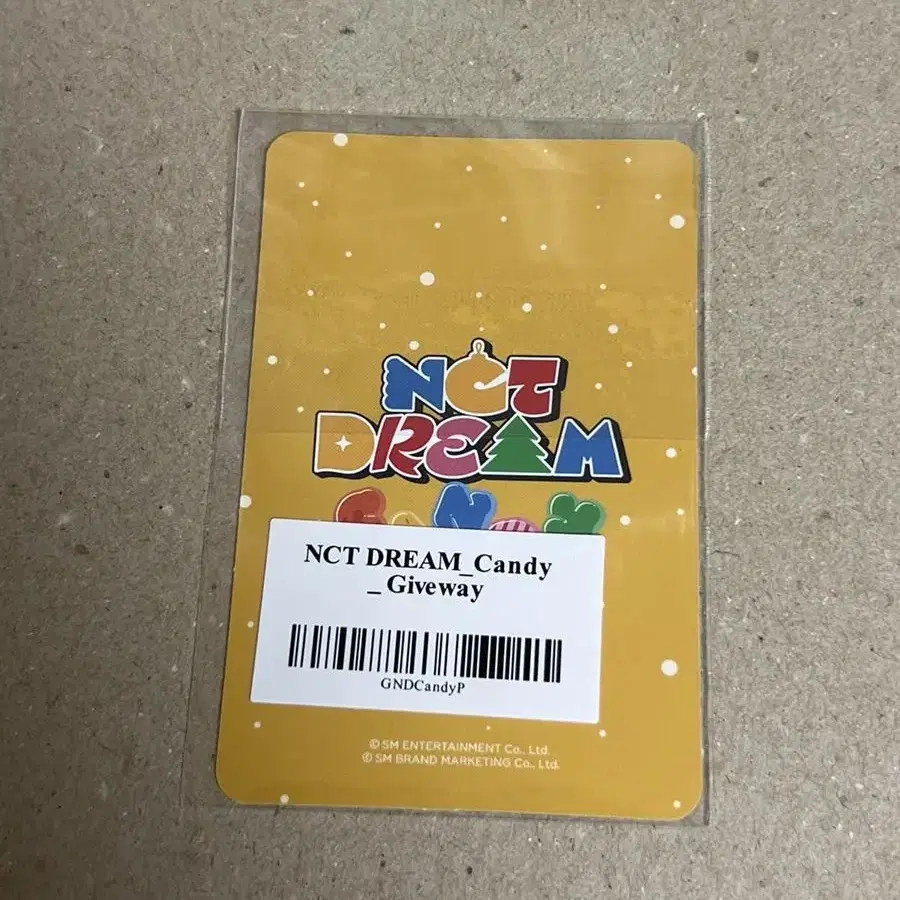 NCT
DREAM
NCT DREAM_Candy
_ Giveway
GNDCandyP
© SM ENTERTAINMENT Co., Ltd.
© SM BRAND MARKETING Co., Ltd.